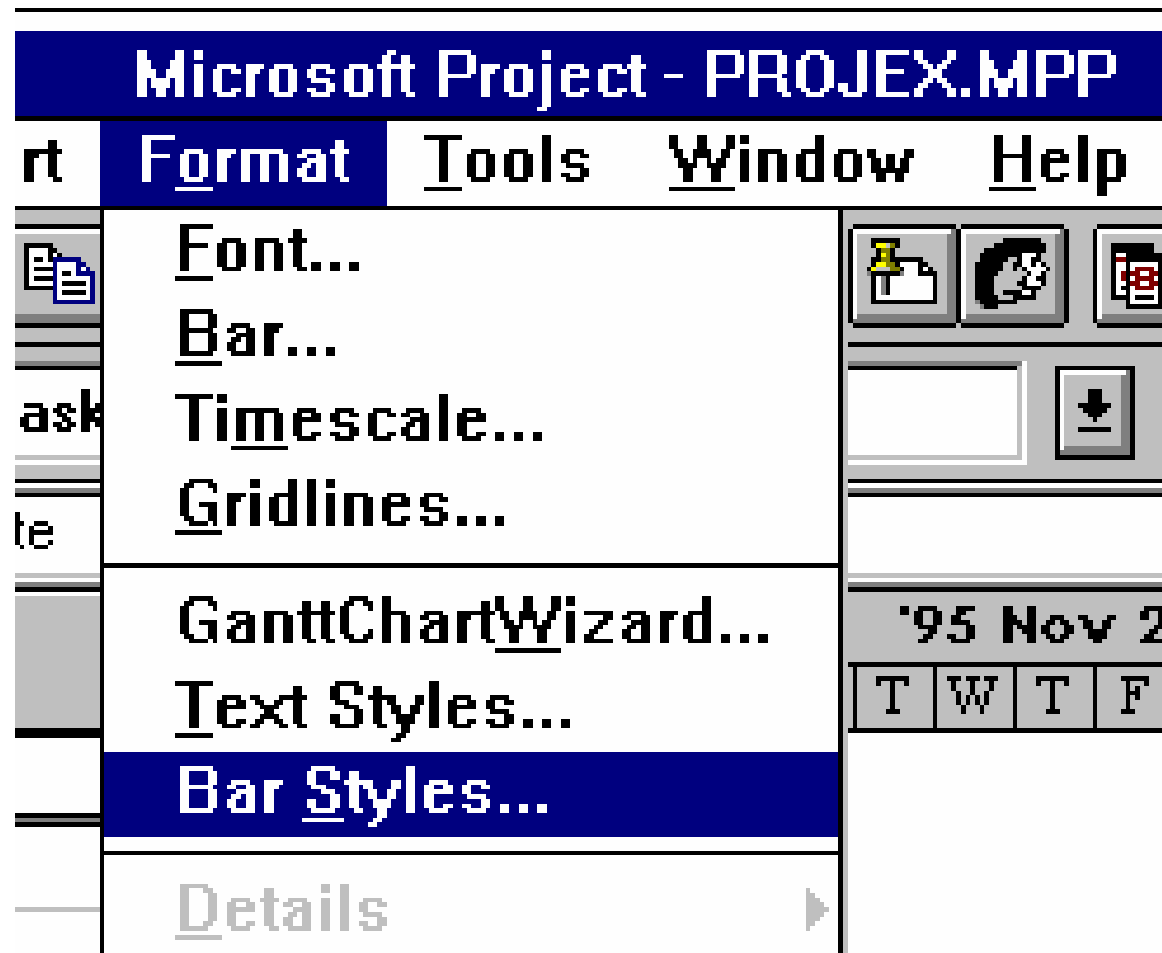 Microsoft Project - PROJEX.MPP
rt Format Tools Window Help
Font...
Bar...
ask
Timescale...
Gridlines...
te
GanttChartWizard...
'95 Nov 2
Text Styles...
T W T F
Bar Styles...
Details